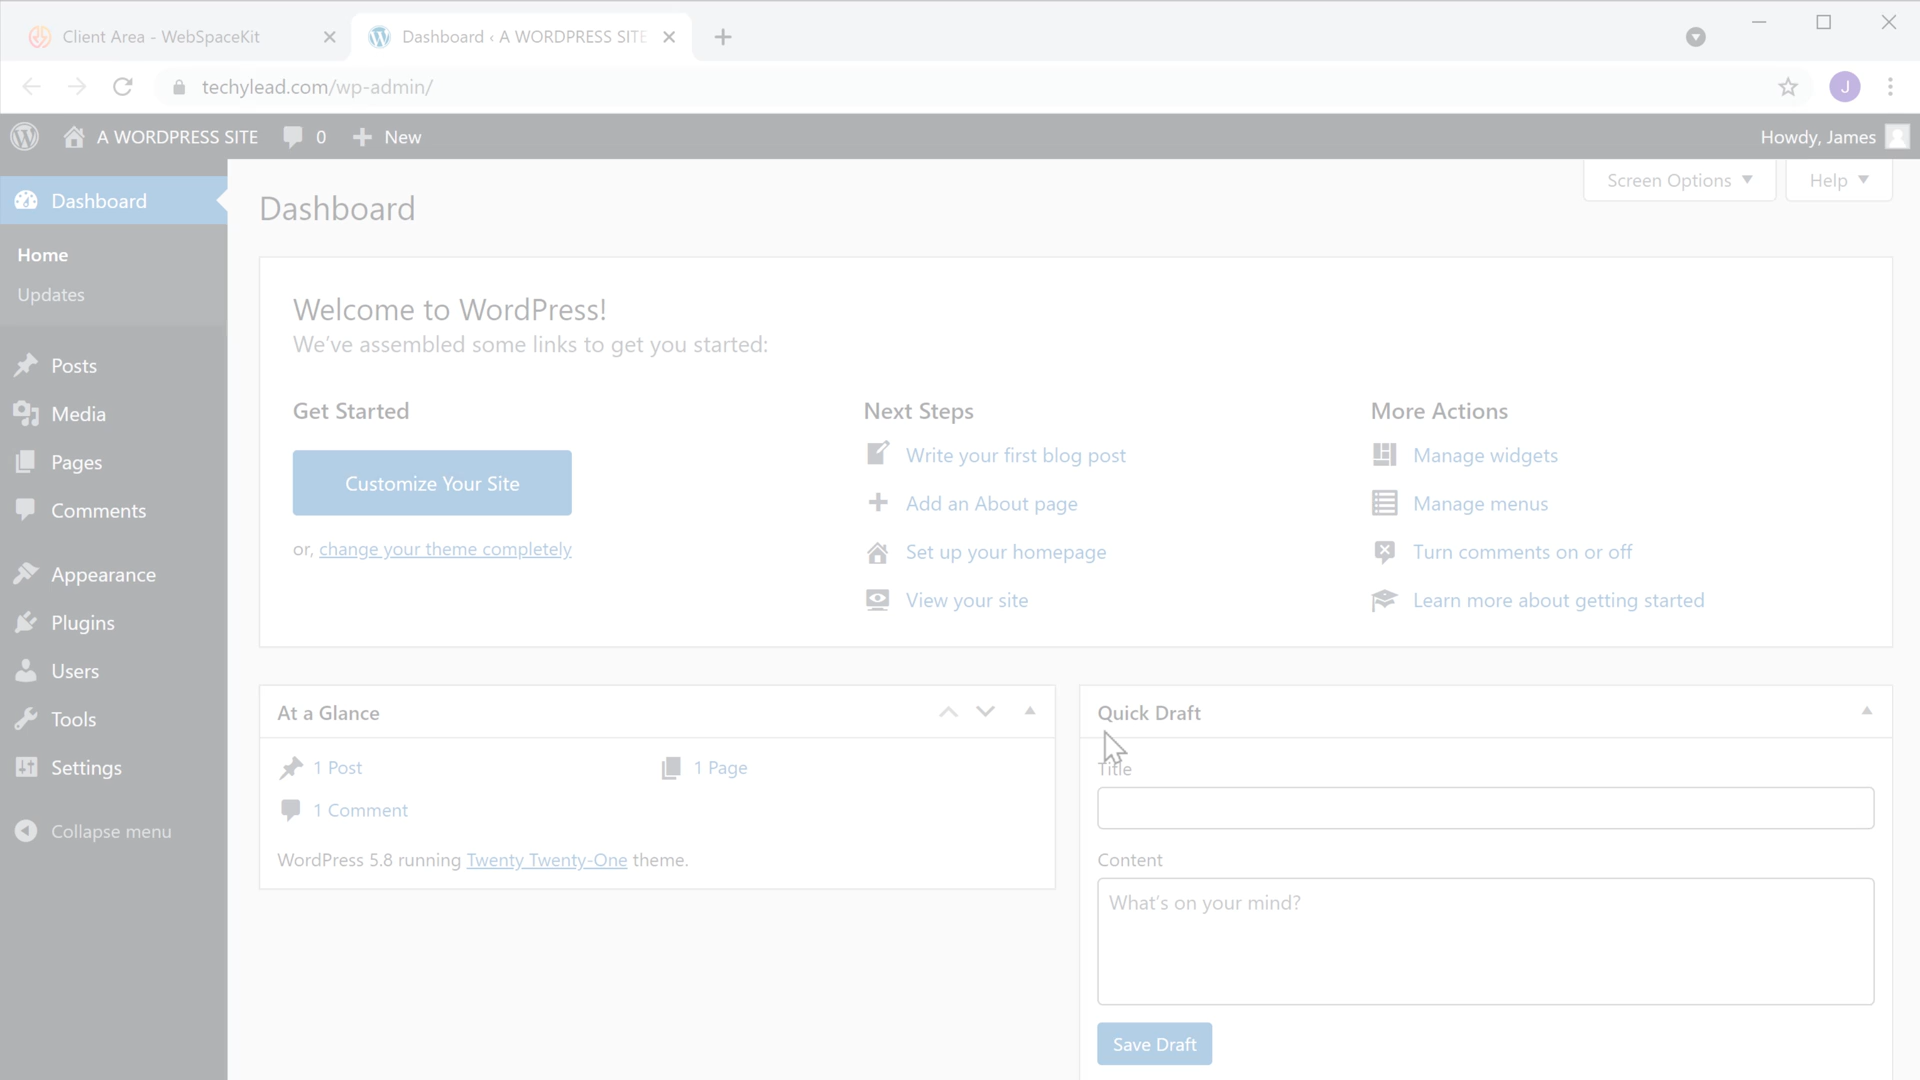 Client Area - WebSpaceKit
Dashboard ‹ A WORDPRESS SITE
techylead.com/wp-admin/
J
A WORDPRESS SITE
0
New
Howdy, James
Dashboard
Home
Updates
Posts
Media
Pages
Comments
Appearance
Plugins
Users
Tools
Settings
Collapse menu
Screen Options
Help
Dashboard
Welcome to WordPress!
We've assembled some links to get you started:
Get Started
Customize Your Site
or, change your theme completely
Next Steps
Write your first blog post
Add an About page
Set up your homepage
View your site
More Actions
Manage widgets
Manage menus
Turn comments on or off
Learn more about getting started
At a Glance
1 Post
1 Page
1 Comment
WordPress 5.8 running Twenty Twenty-One theme.
Quick Draft
Title
Content
What's on your mind?
Save Draft